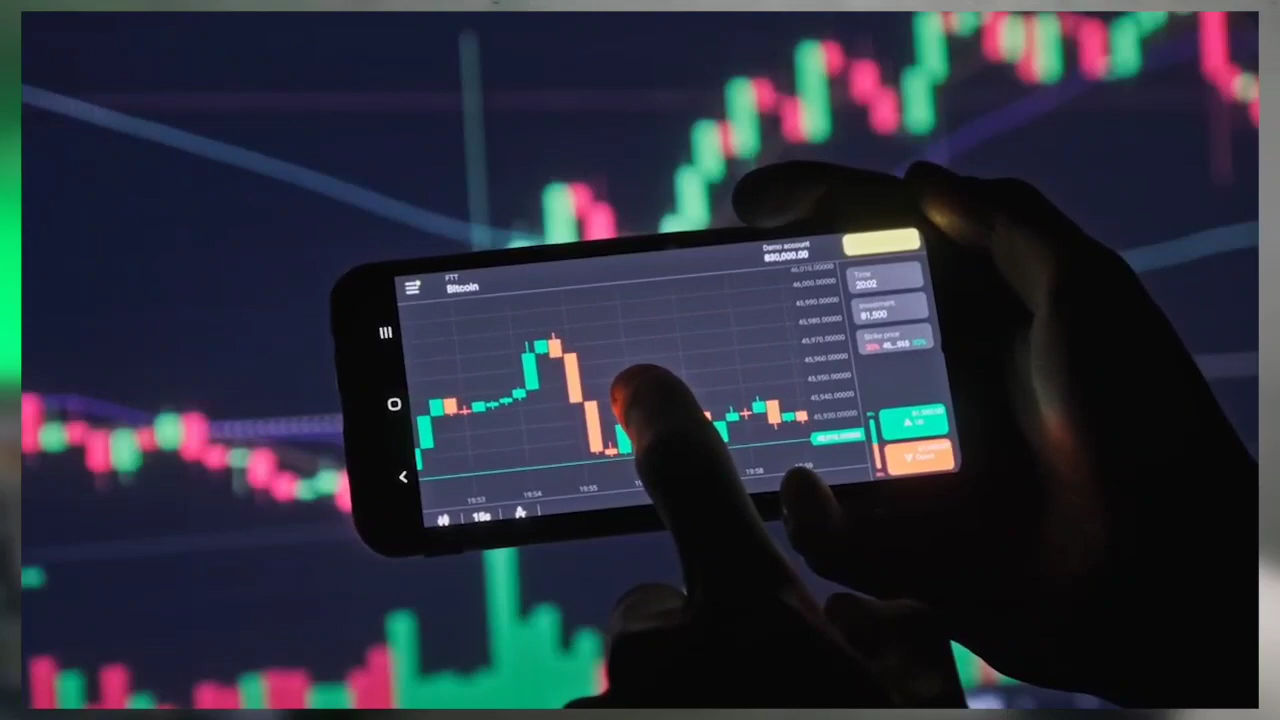 FTT
Bitcoin
Demo account
Ƀ30,000.00
46,010.00000
46,000.00000
45,990.00000
45,980.00000
45,970.00000
45,960.00000
45,950.00000
45,940.00000
45,930.00000
Time
20:02
Investment
Ƀ1,500
Strike price
19:53
19:54
19:55
19:58
15s